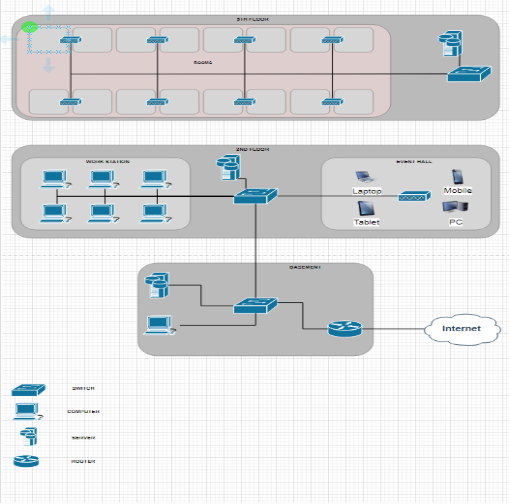 5TH FLOOR
ROOMS
2ND FLOOR
WORK STATION
EVENT HALL
Laptop
Mobile
Tablet
PC
BASEMENT
Internet
SWITCH
COMPUTER
SERVER
ROUTER